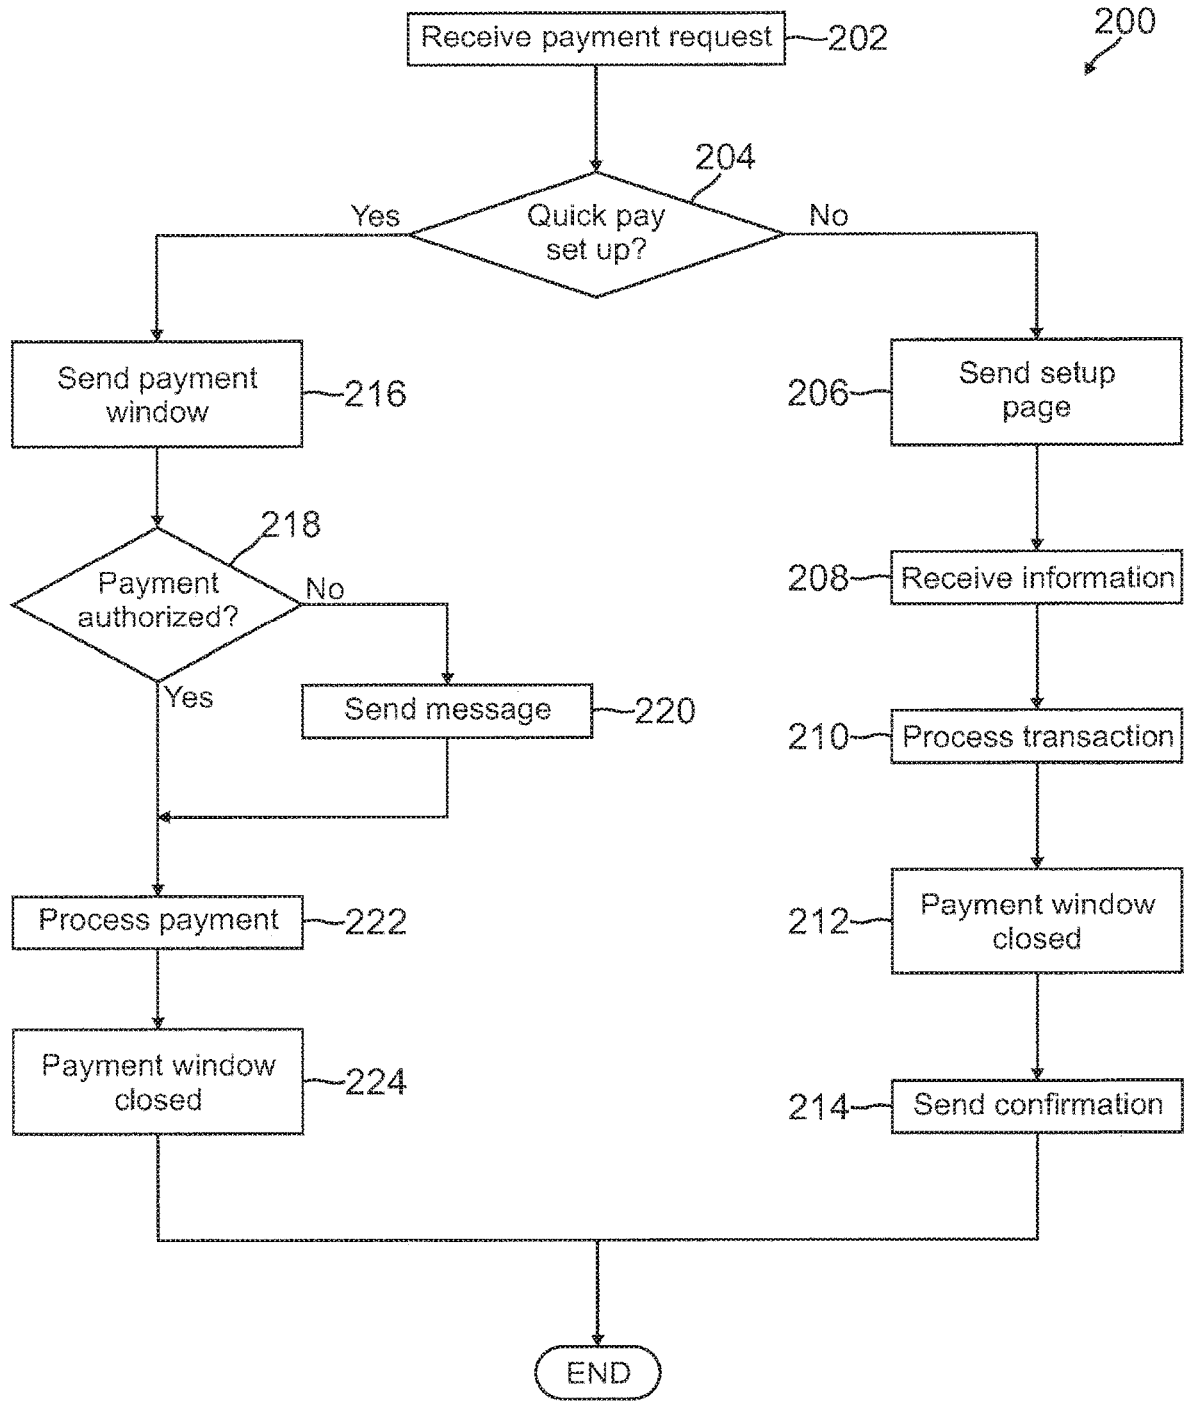 Receive payment request
202
200
204
Quick pay
set up?
Yes
No
Send payment
window
216
206
Send setup
page
218
Payment
authorized?
No
Yes
208
Receive information
Send message
220
210
Process transaction
Process payment
222
212
Payment window
closed
Payment window
closed
224
214
Send confirmation
END